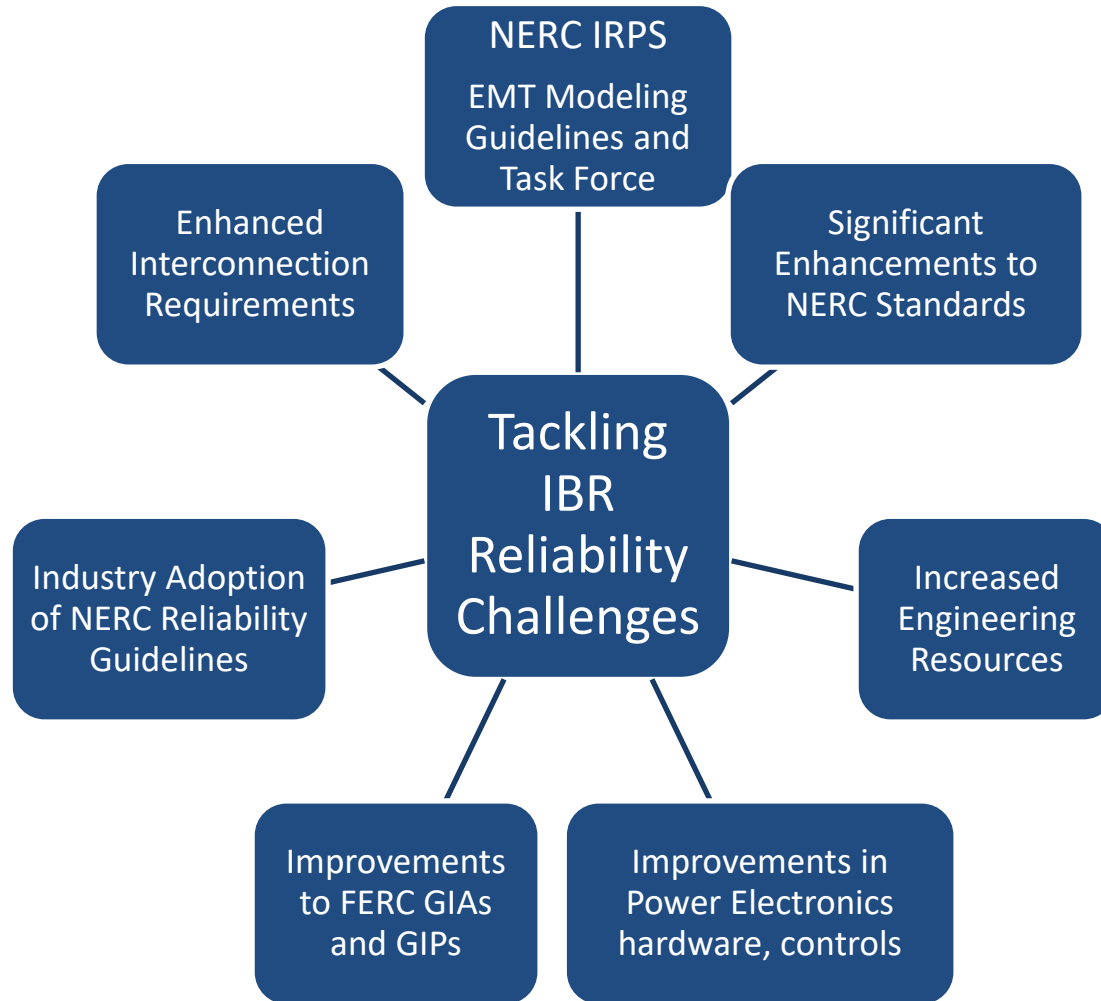 NERC IRPS
EMT Modeling
Guidelines and
Task Force
Enhanced
Interconnection
Requirements
Significant
Enhancements to
NERC Standards
Tackling
IBR
Reliability
Challenges
Industry Adoption
of NERC Reliability
Guidelines
Increased
Engineering
Resources
Improvements
to FERC GIAs
and GIPs
Improvements in
Power Electronics
hardware, controls